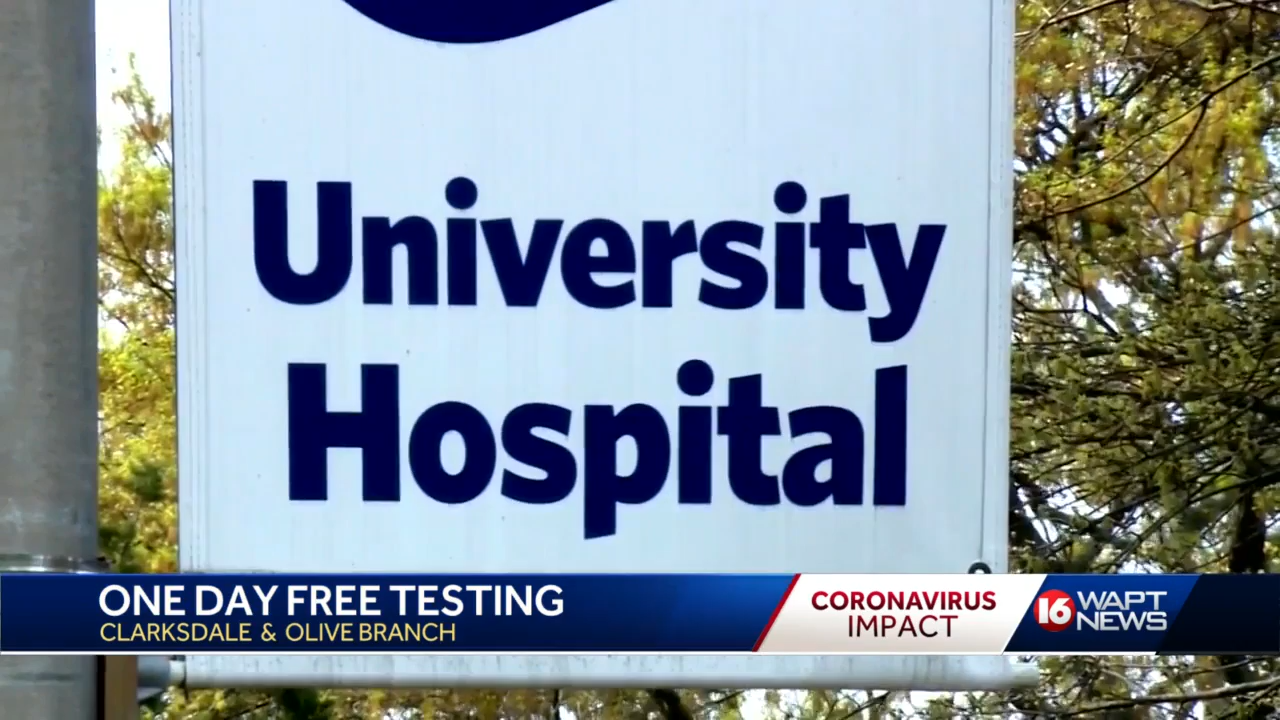 University
Hospital
ONE DAY FREE TESTING
CLARKSDALE & OLIVE BRANCH
CORONAVIRUS
IMPACT
16 WAPT
NEWS